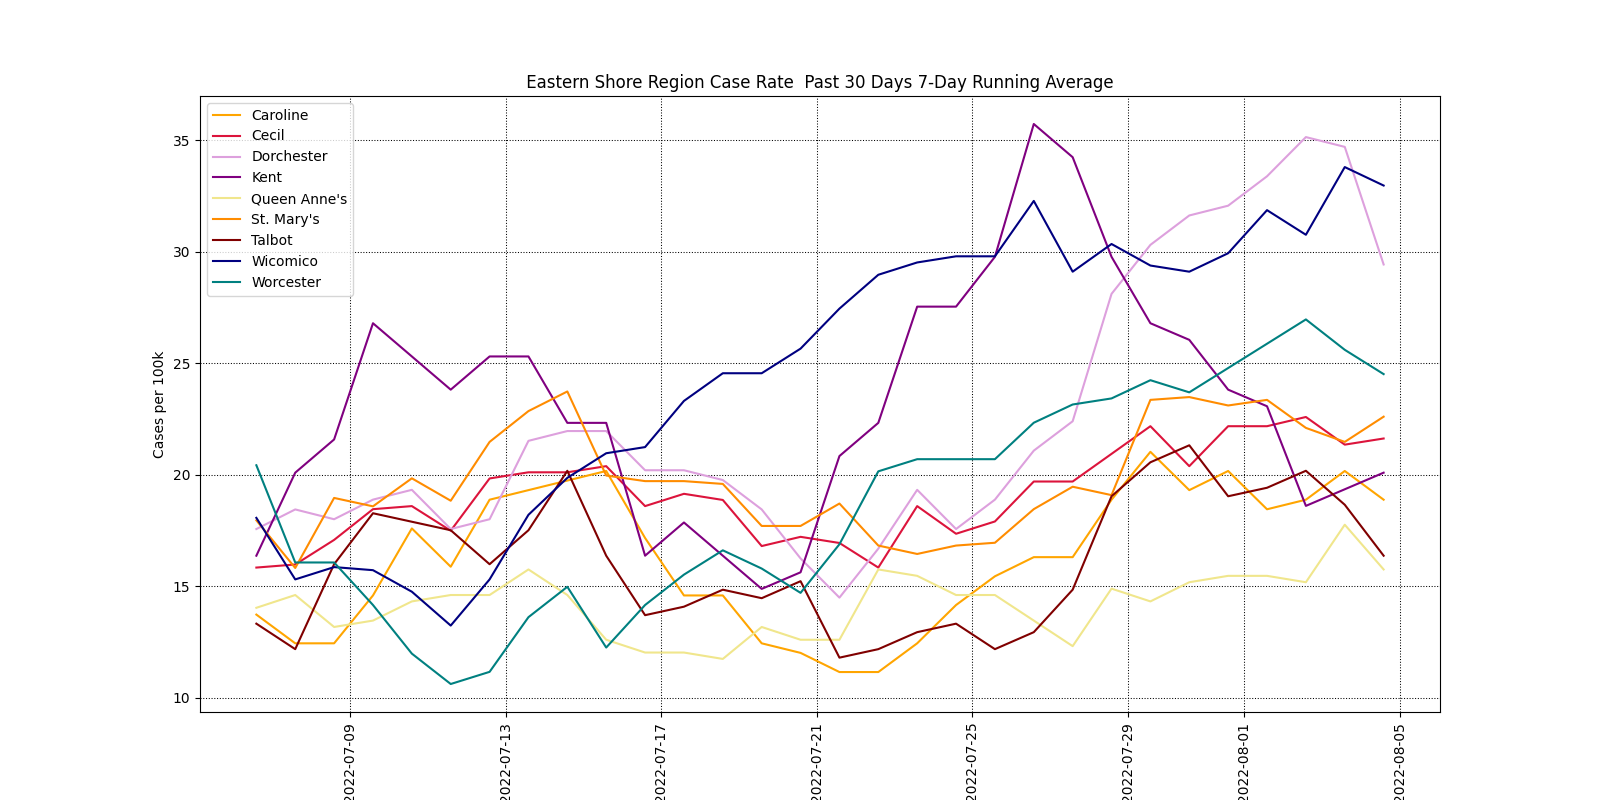 Eastern Shore Region Case Rate  Past 30 Days 7-Day Running Average
Caroline
Cecil
Dorchester
Kent
Queen Anne's
St. Mary's
Talbot
Wicomico
Worcester
Cases per 100k
35
30
25
20
15
10
2022-07-09
2022-07-13
2022-07-17
2022-07-21
2022-07-25
2022-07-29
2022-08-01
2022-08-05